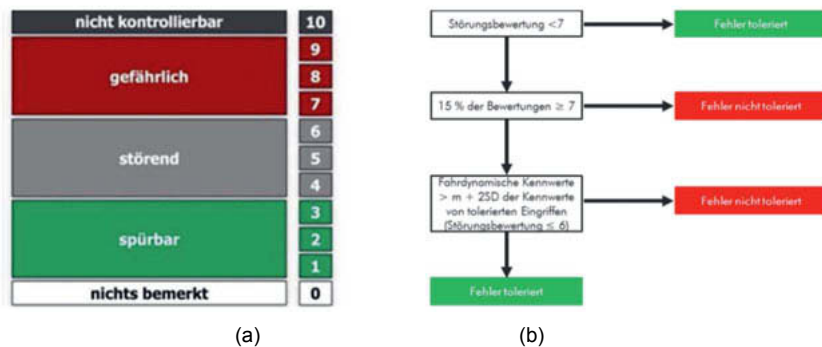 nicht kontrollierbar 10
9
gefährlich 8
7
6
störend 5
4
3
spürbar 2
1
nichts bemerkt 0
(a)
Störungsbewertung <7
Fehler toleriert
15 % der Bewertungen ≥ 7
Fehler nicht toleriert
Fahrdynamische Kennwerte
> m + 2SD der Kennwerte
von tolerierten Eingriffen
(Störungsbewertung ≤ 6)
Fehler nicht toleriert
Fehler toleriert
(b)